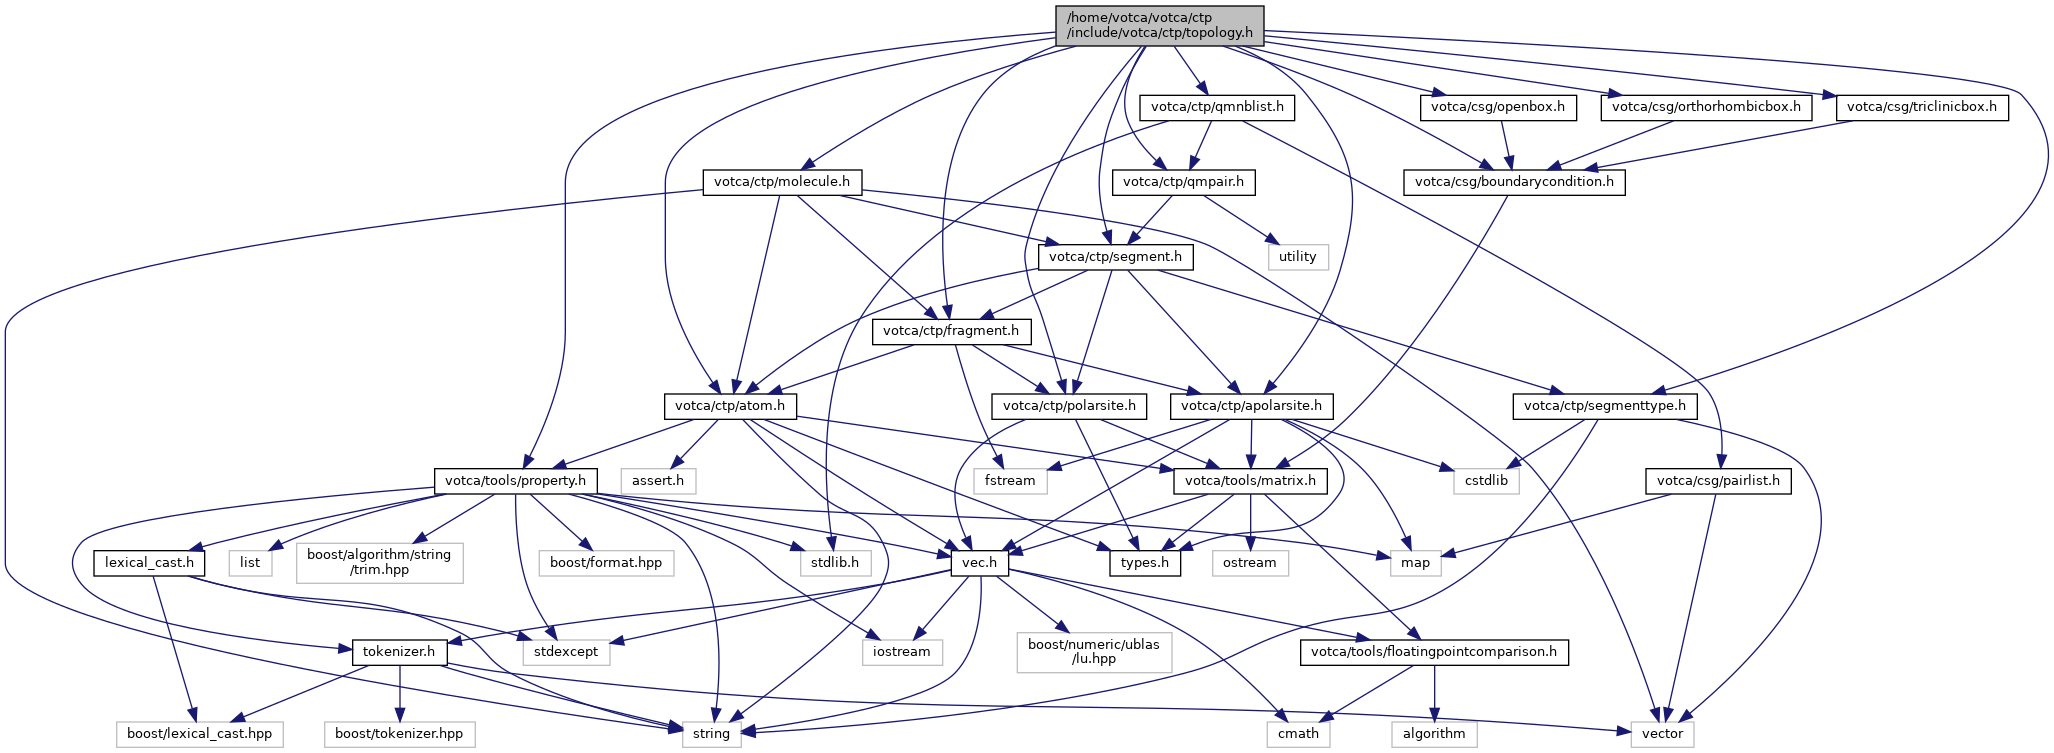 /home/votca/votca/ctp
/include/votca/ctp/topology.h
votca/ctp/qmnblist.h
votca/csg/openbox.h
votca/csg/orthorhombicbox.h
votca/csg/triclinicbox.h
votca/ctp/molecule.h
votca/ctp/qmpair.h
votca/csg/boundarycondition.h
votca/ctp/segment.h
utility
votca/ctp/fragment.h
votca/ctp/atom.h
votca/ctp/polarsite.h
votca/ctp/apolarsite.h
votca/ctp/segmenttype.h
votca/tools/property.h
assert.h
fstream
votca/tools/matrix.h
cstdlib
votca/csg/pairlist.h
lexical_cast.h
list
boost/algorithm/string
/trim.hpp
boost/format.hpp
stdlib.h
vec.h
types.h
ostream
map
tokenizer.h
stdexcept
iostream
boost/numeric/ublas
/lu.hpp
votca/tools/floatingpointcomparison.h
boost/lexical_cast.hpp
boost/tokenizer.hpp
string
cmath
algorithm
vector